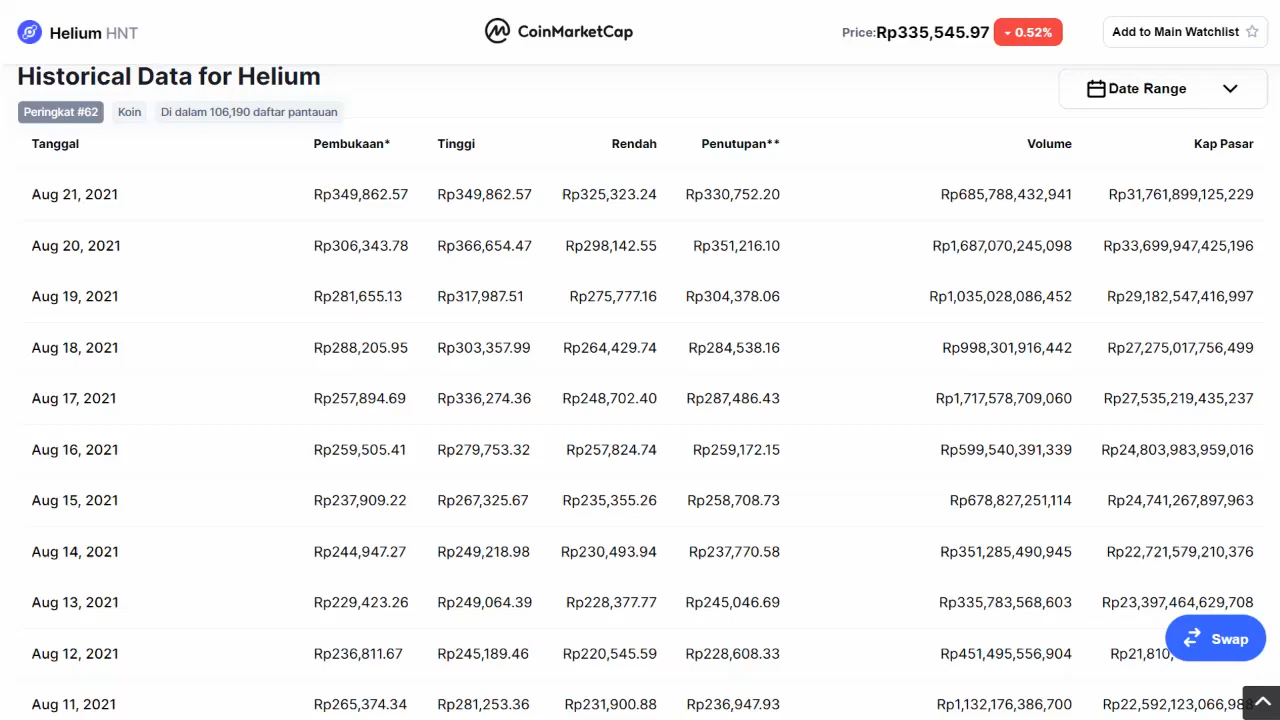 Helium HNT CoinMarketCap Price:Rp335,545.97 0.52% Add to Main Watchlist
Historical Data for Helium
Date Range
Peringkat #62 Koin Di dalam 106,190 daftar pantauan
Tanggal Pembukaan* Tinggi Rendah Penutupan** Volume Kap Pasar
Aug 21, 2021 Rp349,862.57 Rp349,862.57 Rp325,323.24 Rp330,752.20 Rp685,788,432,941 Rp31,761,899,125,229
Aug 20, 2021 Rp306,343.78 Rp366,654.47 Rp298,142.55 Rp351,216.10 Rp1,687,070,245,098 Rp33,699,947,425,196
Aug 19, 2021 Rp281,655.13 Rp317,987.51 Rp275,777.16 Rp304,378.06 Rp1,035,028,086,452 Rp29,182,547,416,997
Aug 18, 2021 Rp288,205.95 Rp303,357.99 Rp264,429.74 Rp284,538.16 Rp998,301,916,442 Rp27,275,017,756,499
Aug 17, 2021 Rp257,894.69 Rp336,274.36 Rp248,702.40 Rp287,486.43 Rp1,717,578,709,060 Rp27,535,219,435,237
Aug 16, 2021 Rp259,505.41 Rp279,753.32 Rp257,824.74 Rp259,172.15 Rp599,540,391,339 Rp24,803,983,959,016
Aug 15, 2021 Rp237,909.22 Rp267,325.67 Rp235,355.26 Rp258,708.73 Rp678,827,251,114 Rp24,741,267,897,963
Aug 14, 2021 Rp244,947.27 Rp249,218.98 Rp230,493.94 Rp237,770.58 Rp351,285,490,945 Rp22,721,579,210,376
Aug 13, 2021 Rp229,423.26 Rp249,064.39 Rp228,377.77 Rp245,046.69 Rp335,783,568,603 Rp23,397,464,629,708
Swap
Aug 12, 2021 Rp236,811.67 Rp245,189.46 Rp220,545.59 Rp228,608.33 Rp451,495,556,904
Aug 11, 2021 Rp265,374.34 Rp281,253.36 Rp231,900.88 Rp236,947.93 Rp1,132,176,386,700 Rp22,592,123,066,988